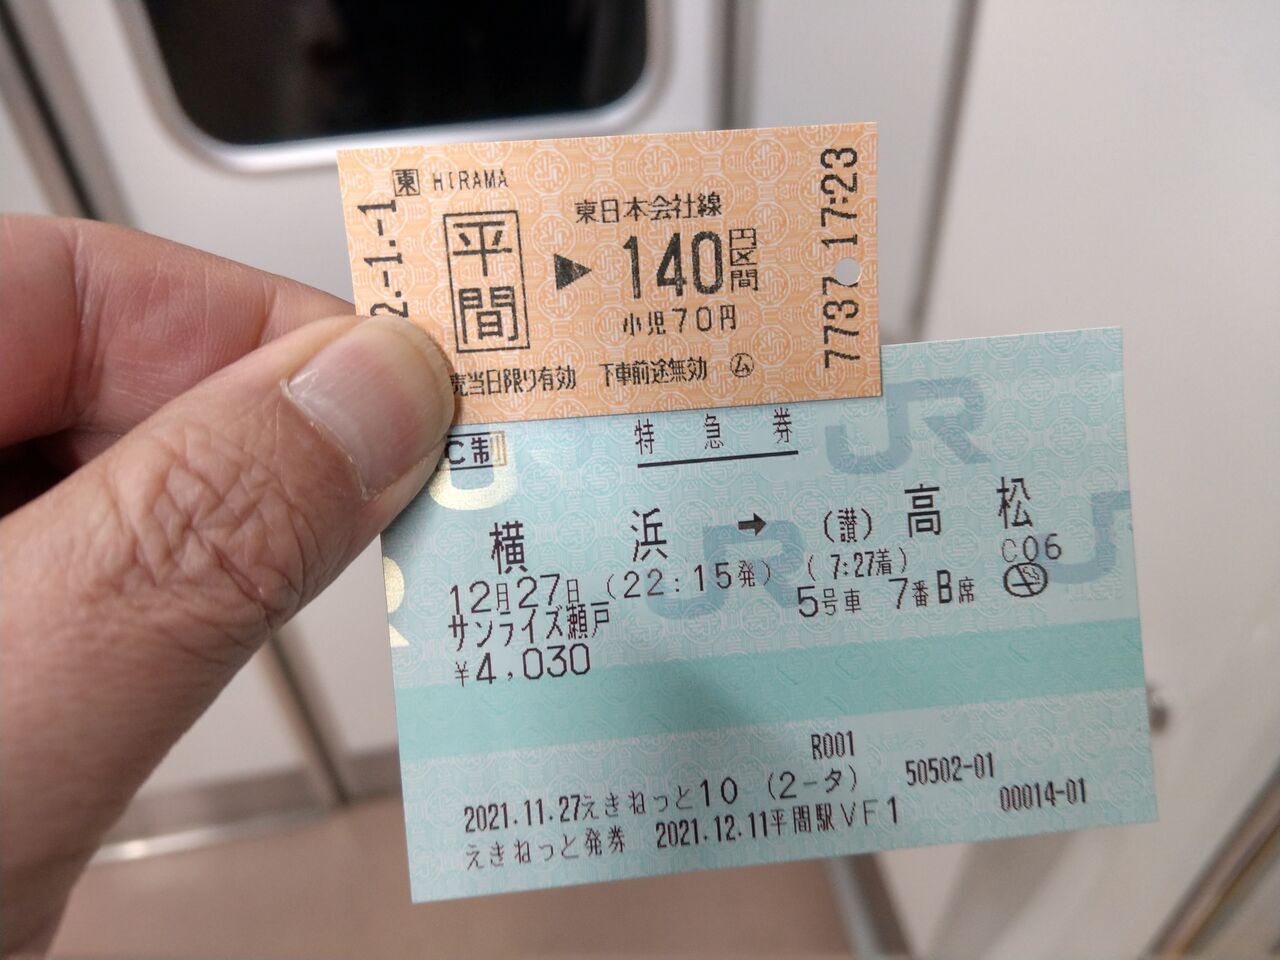 東 HIRAMA
2.-1.-1
平間
▶
東日本会社線
140円区間
小児70円
売当日限り有効 下車前途無効 ム
7737 17:23
C制
特急券
JR
横浜 → (讃)高松
12月27日 (22:15発) (7:27着) C06
サンライズ瀬戸 5号車 7番B席
¥4,030
R001
2021.11.27えきねっと10 (2-タ) 50502-01
えきねっと発券 2021.12.11平間駅VF1 00014-01